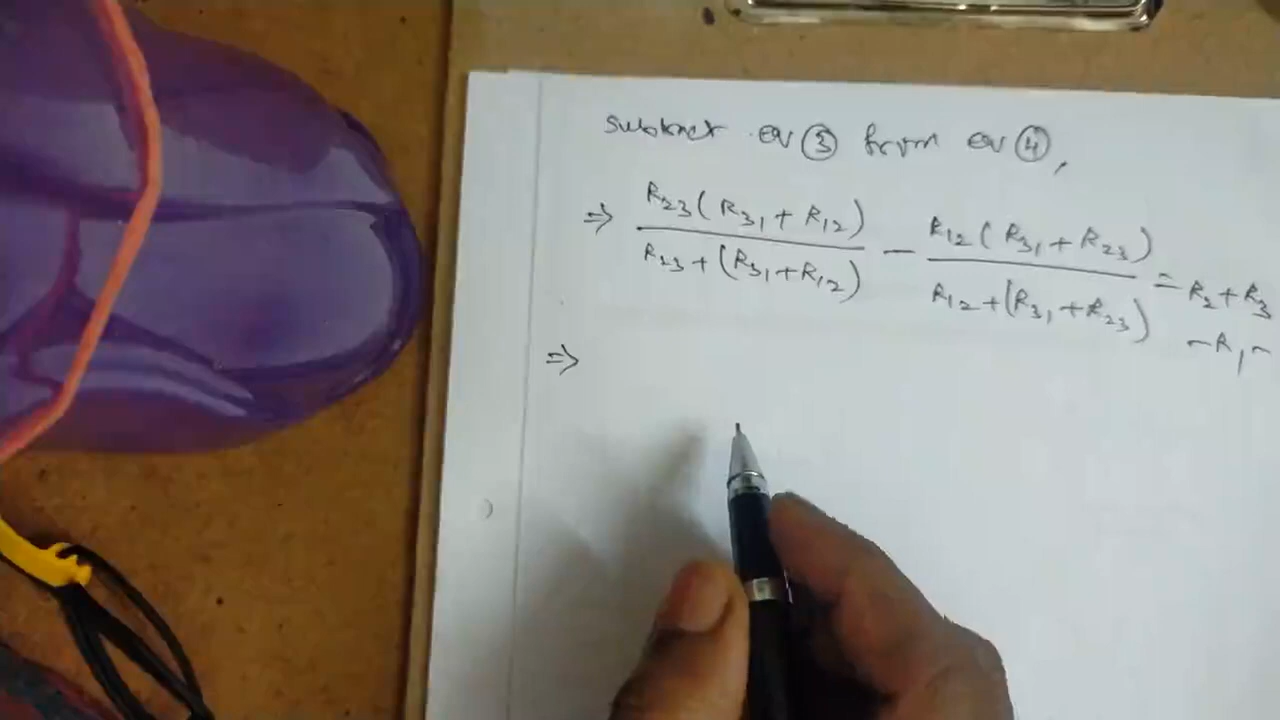 subtract eq ③ from eq ④,
⇒ R₂₃(R₃₁+R₁₂) / R₂₃+(R₃₁+R₁₂) − R₁₂(R₃₁+R₂₃) / R₁₂+(R₃₁+R₂₃) = R₂+R₃
−R₁−
⇒